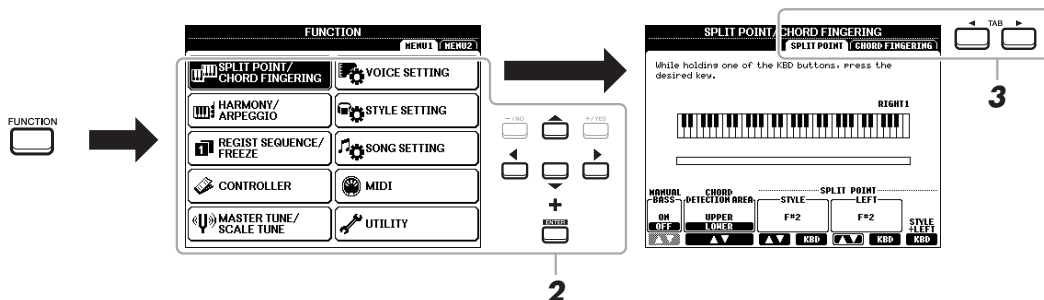 FUNCTION
FUNCTION
MENU1 MENU2
SPLIT POINT/
CHORD FINGERING
VOICE SETTING
HARMONY/
ARPEGGIO
STYLE SETTING
REGIST SEQUENCE/
FREEZE
SONG SETTING
CONTROLLER
MIDI
MASTER TUNE/
SCALE TUNE
UTILITY
–/NO
+/YES
+
ENTER
2
SPLIT POINT/CHORD FINGERING
SPLIT POINT CHORD FINGERING
While holding one of the KBD buttons, press the
desired key.
RIGHT1
MANUAL
BASS
ON
OFF
CHORD
DETECTION AREA
UPPER
LOWER
SPLIT POINT
STYLE
F#2
KBD
LEFT
F#2
KBD
STYLE
+LEFT
KBD
TAB
3